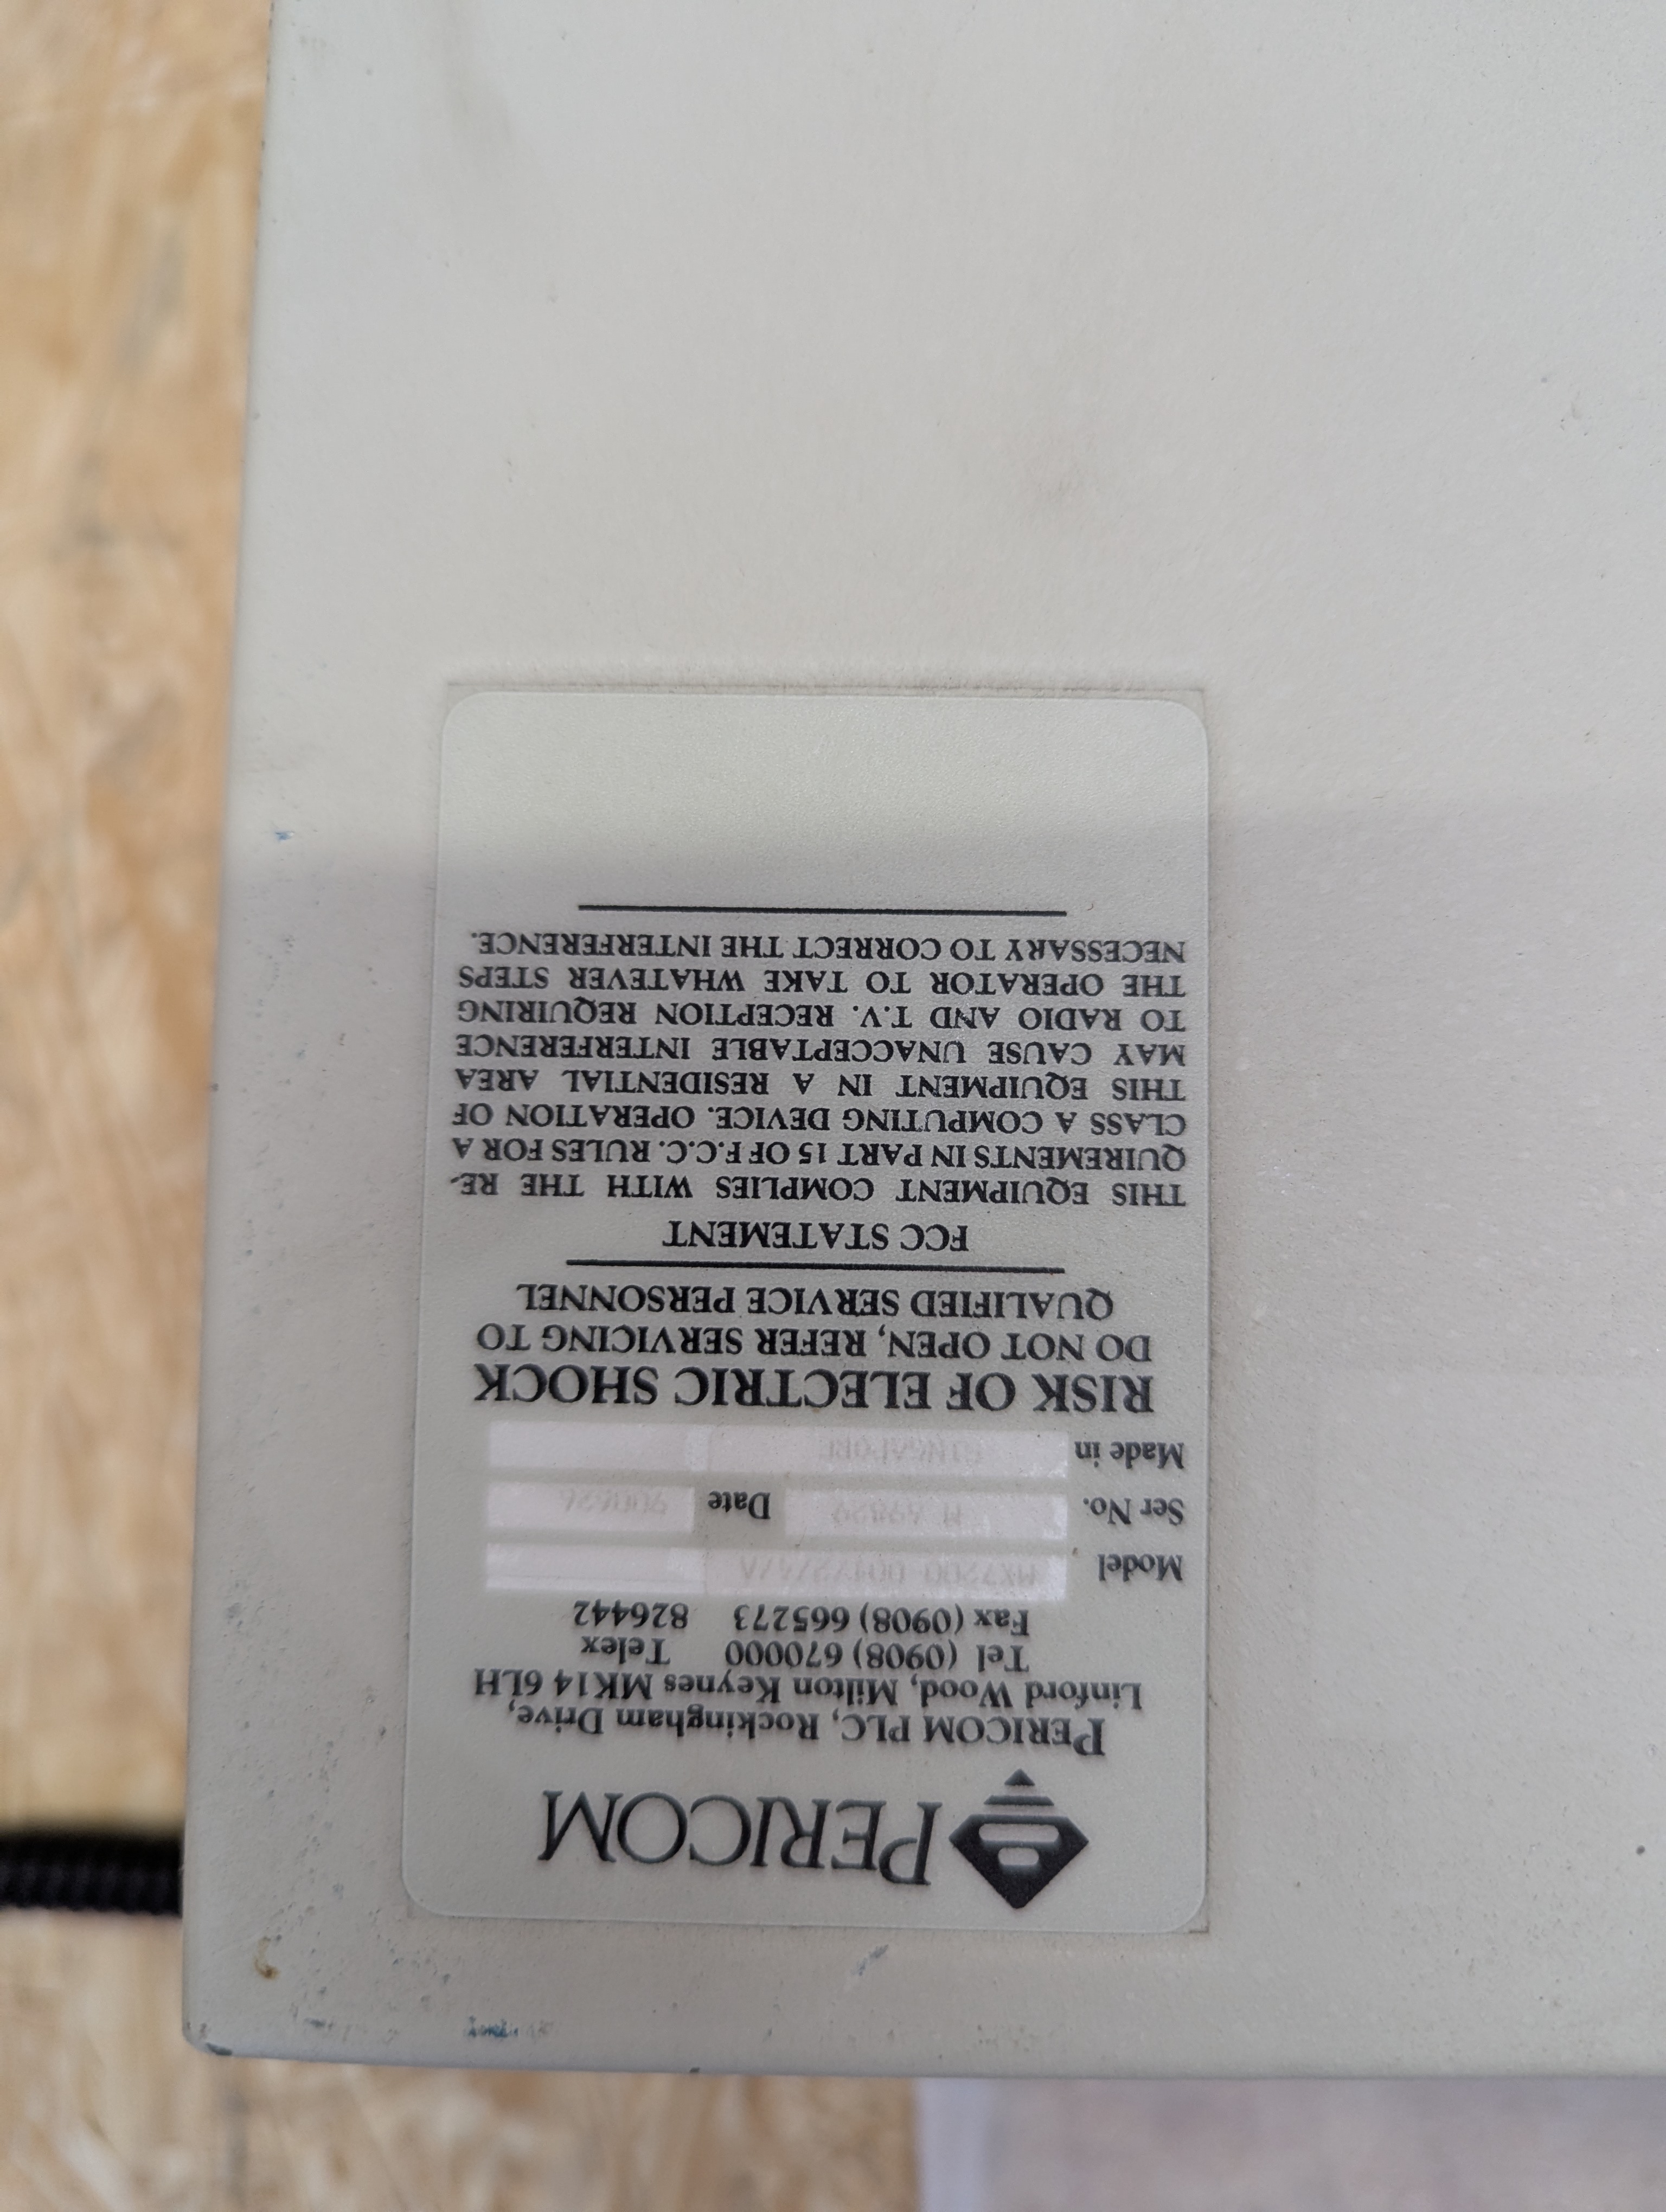 PERICOM
PERICOM PLC, Rockingham Drive,
Linford Wood, Milton Keynes MK14 6LH
Tel (0908) 670000 Telex
Fax (0908) 665273 826442
Model
Ser No. Date
Made in SINGAPORE
RISK OF ELECTRIC SHOCK
DO NOT OPEN, REFER SERVICING TO
QUALIFIED SERVICE PERSONNEL
FCC STATEMENT
THIS EQUIPMENT COMPLIES WITH THE RE-
QUIREMENTS IN PART 15 OF F.C.C. RULES FOR A
CLASS A COMPUTING DEVICE. OPERATION OF
THIS EQUIPMENT IN A RESIDENTIAL AREA
MAY CAUSE UNACCEPTABLE INTERFERENCE
TO RADIO AND T.V. RECEPTION REQUIRING
THE OPERATOR TO TAKE WHATEVER STEPS
NECESSARY TO CORRECT THE INTERFERENCE.